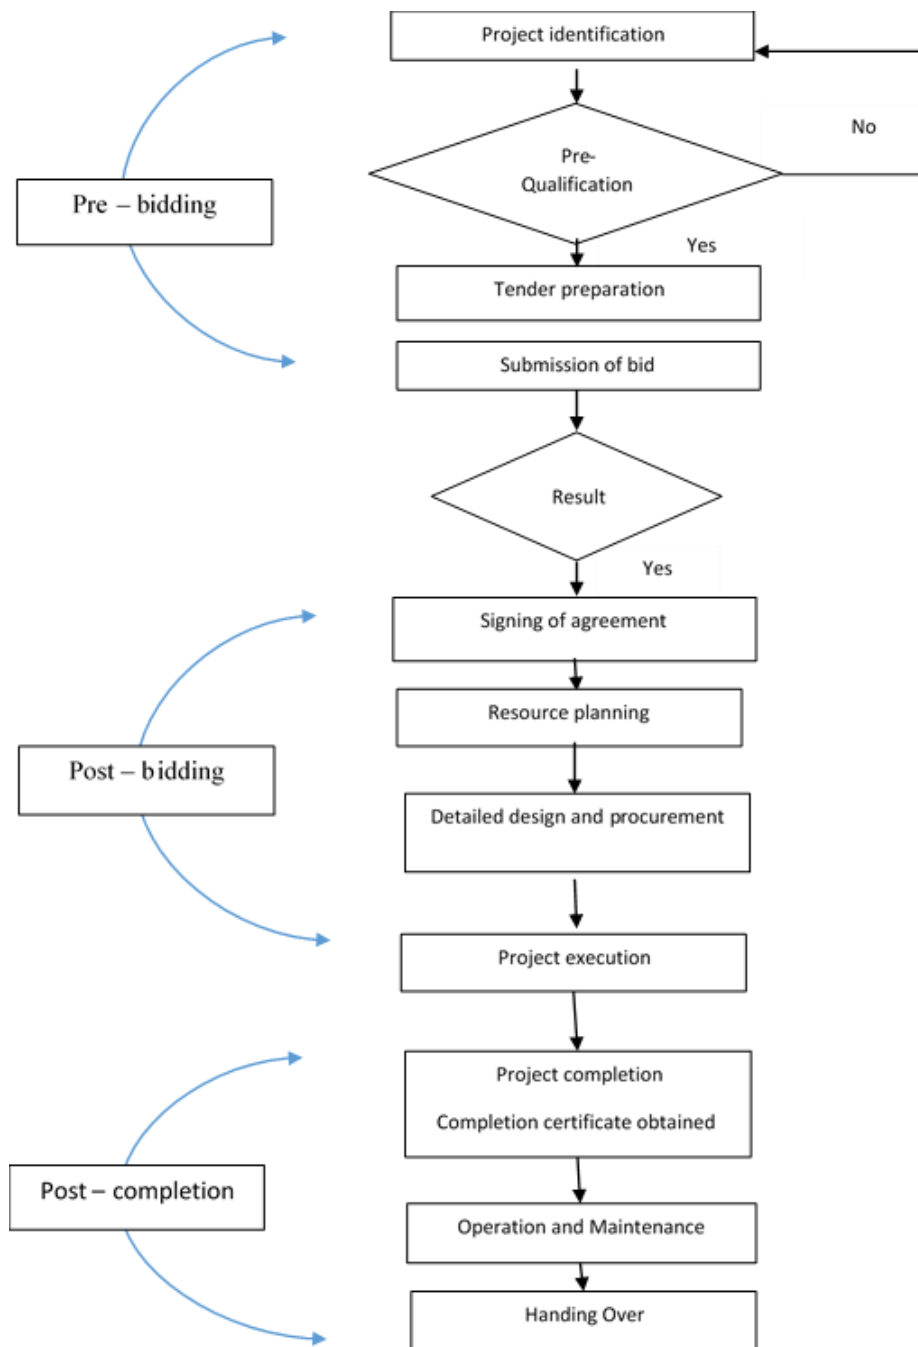 Project identification
No
Pre-
Qualification
Pre – bidding
Yes
Tender preparation
Submission of bid
Result
Yes
Signing of agreement
Resource planning
Post – bidding
Detailed design and procurement
Project execution
Project completion
Completion certificate obtained
Post – completion
Operation and Maintenance
Handing Over